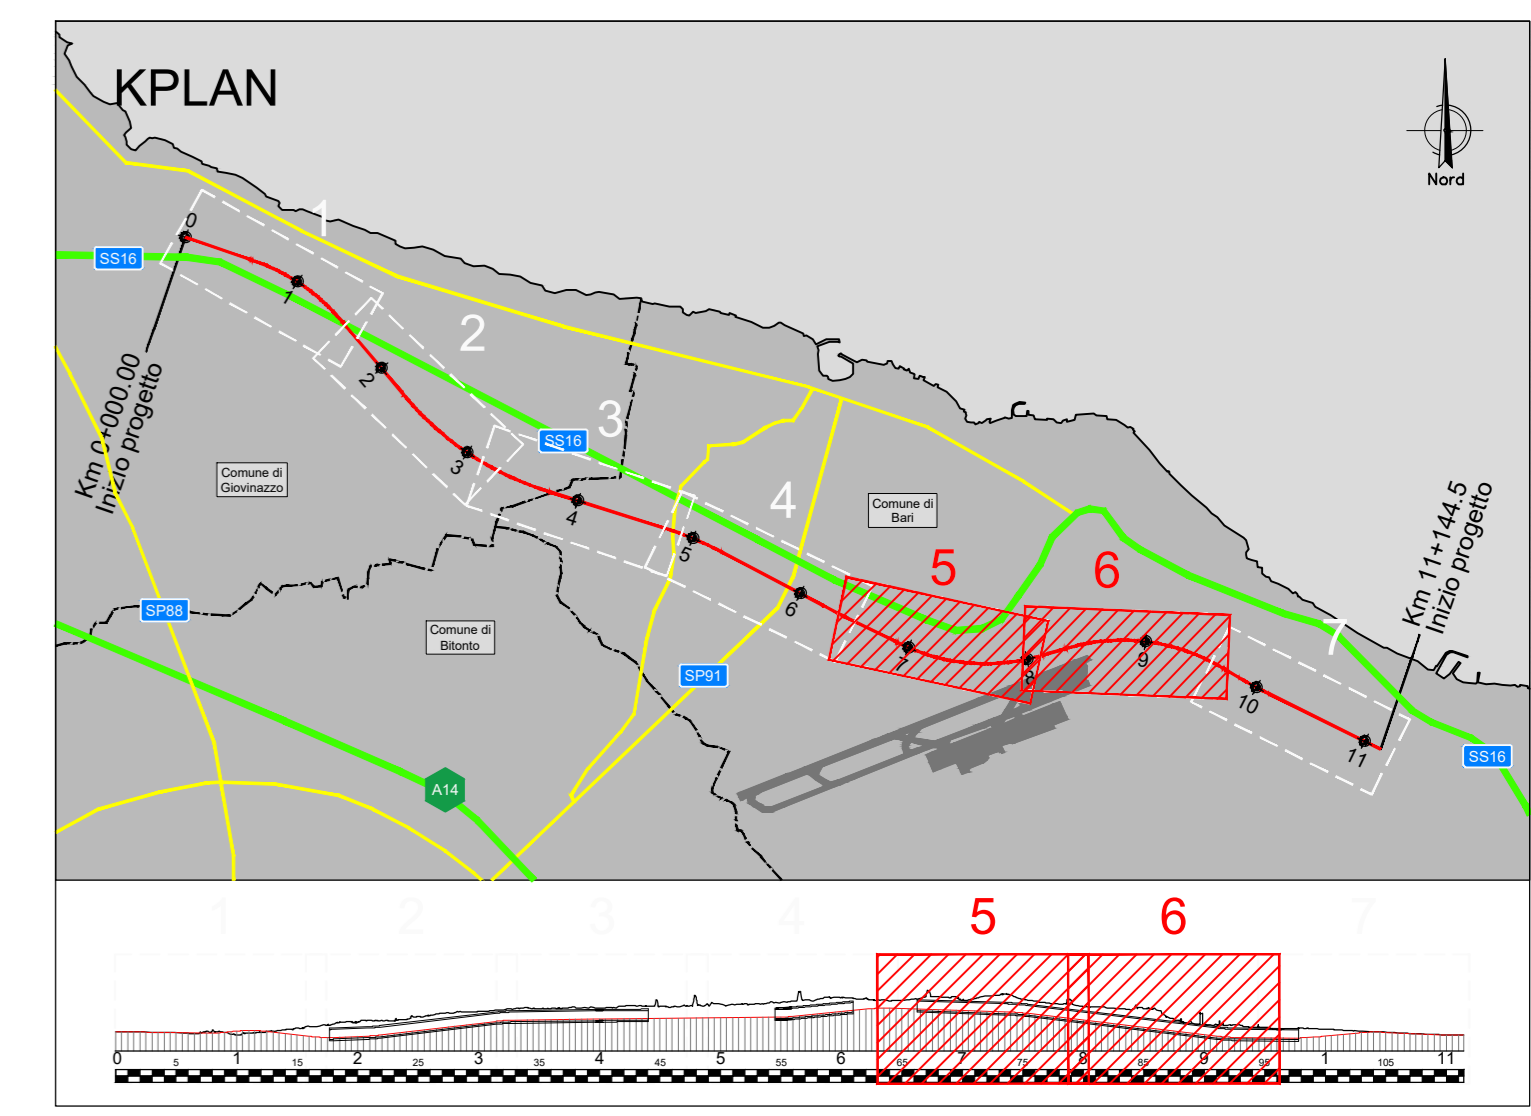 KPLAN
Nord
0
1
SS16
1
2
2
3
SS16
Km 0+000.00
Inizio progetto
Comune di
Giovinazzo
3
4
4
Comune di
Bari
5
5
6
6
Km 11+144.5
Inizio progetto
SP88
Comune di
Bitonto
7
7
8
9
SP91
10
11
SS16
A14
1 2 3 4 5 6 7
0 5 1 15 2 25 3 35 4 45 5 55 6 65 7 75 8 85 9 95 1 105 11